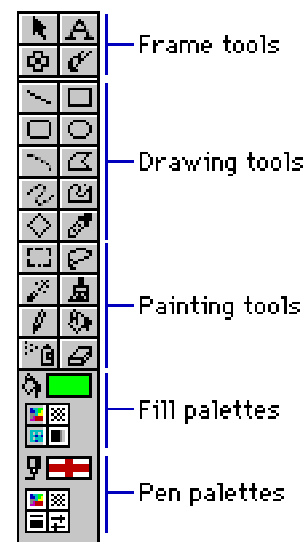 A
Frame tools
Drawing tools
Painting tools
Fill palettes
Pen palettes